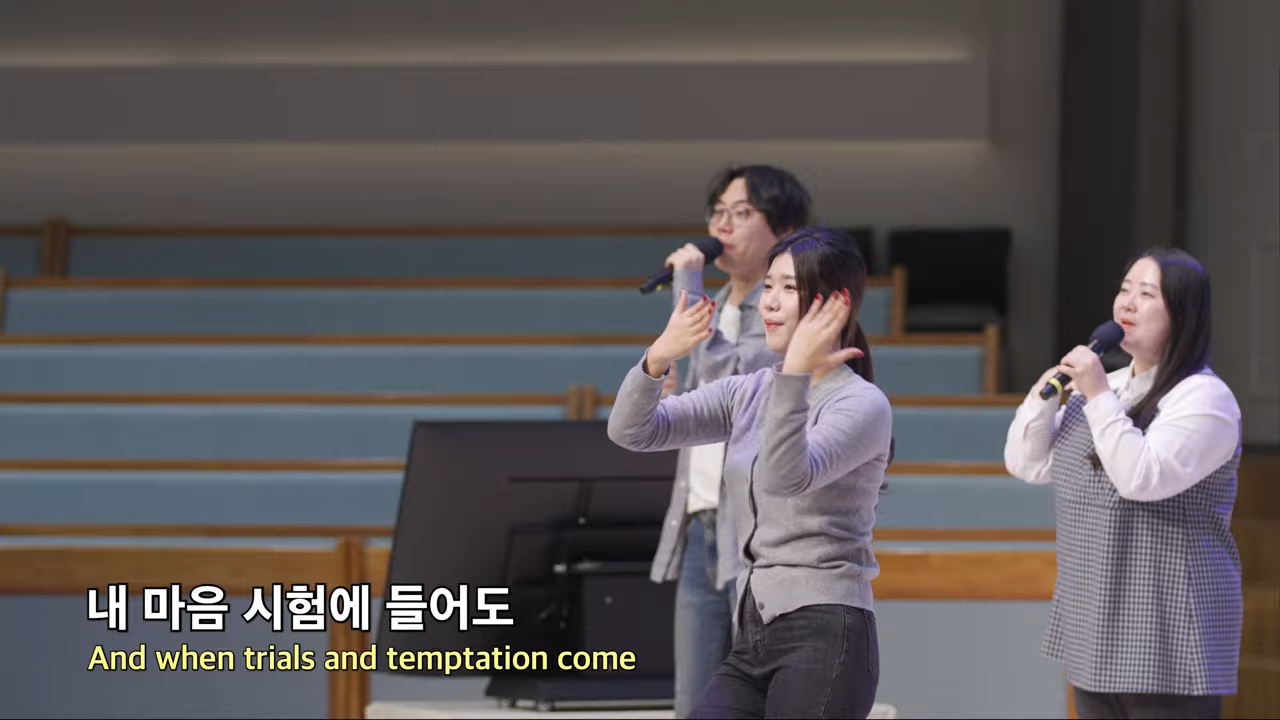 내 마음 시험에 들어도
And when trials and temptation come